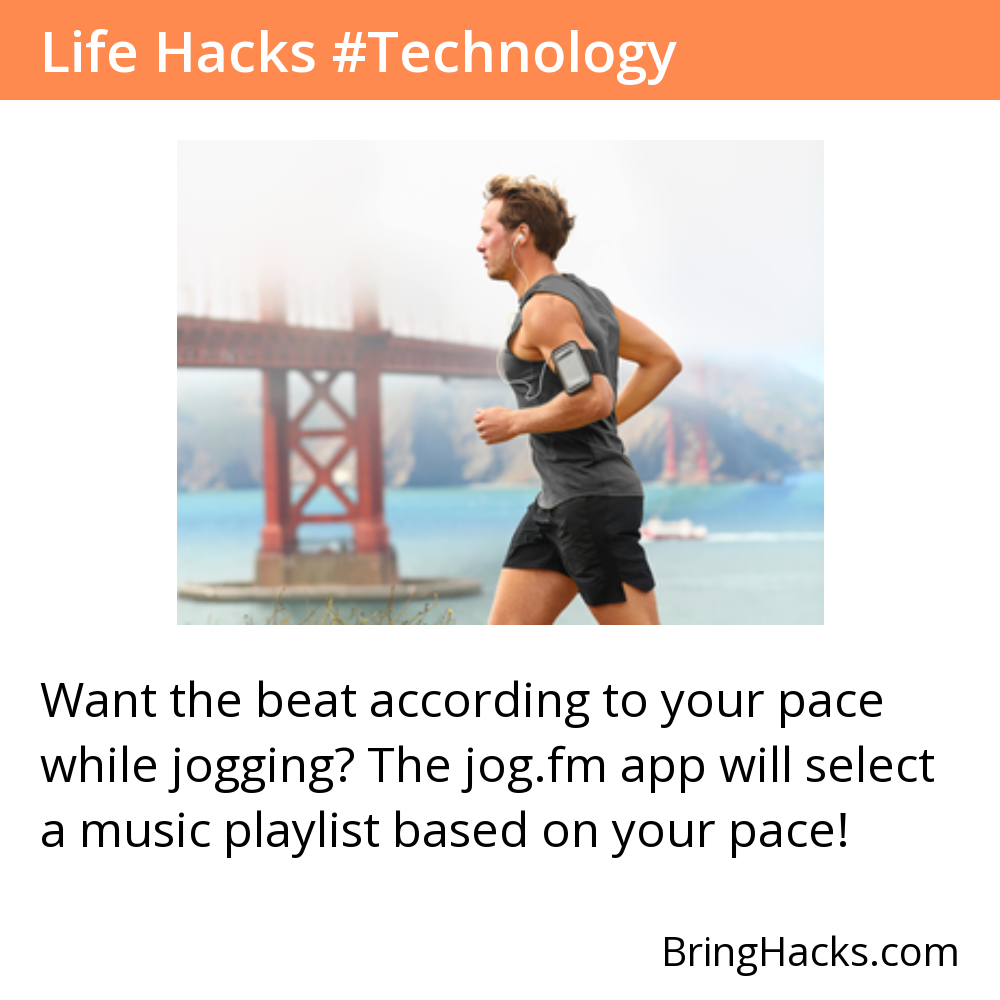 Life Hacks #Technology
Want the beat according to your pace
while jogging? The jog.fm app will select
a music playlist based on your pace!
BringHacks.com